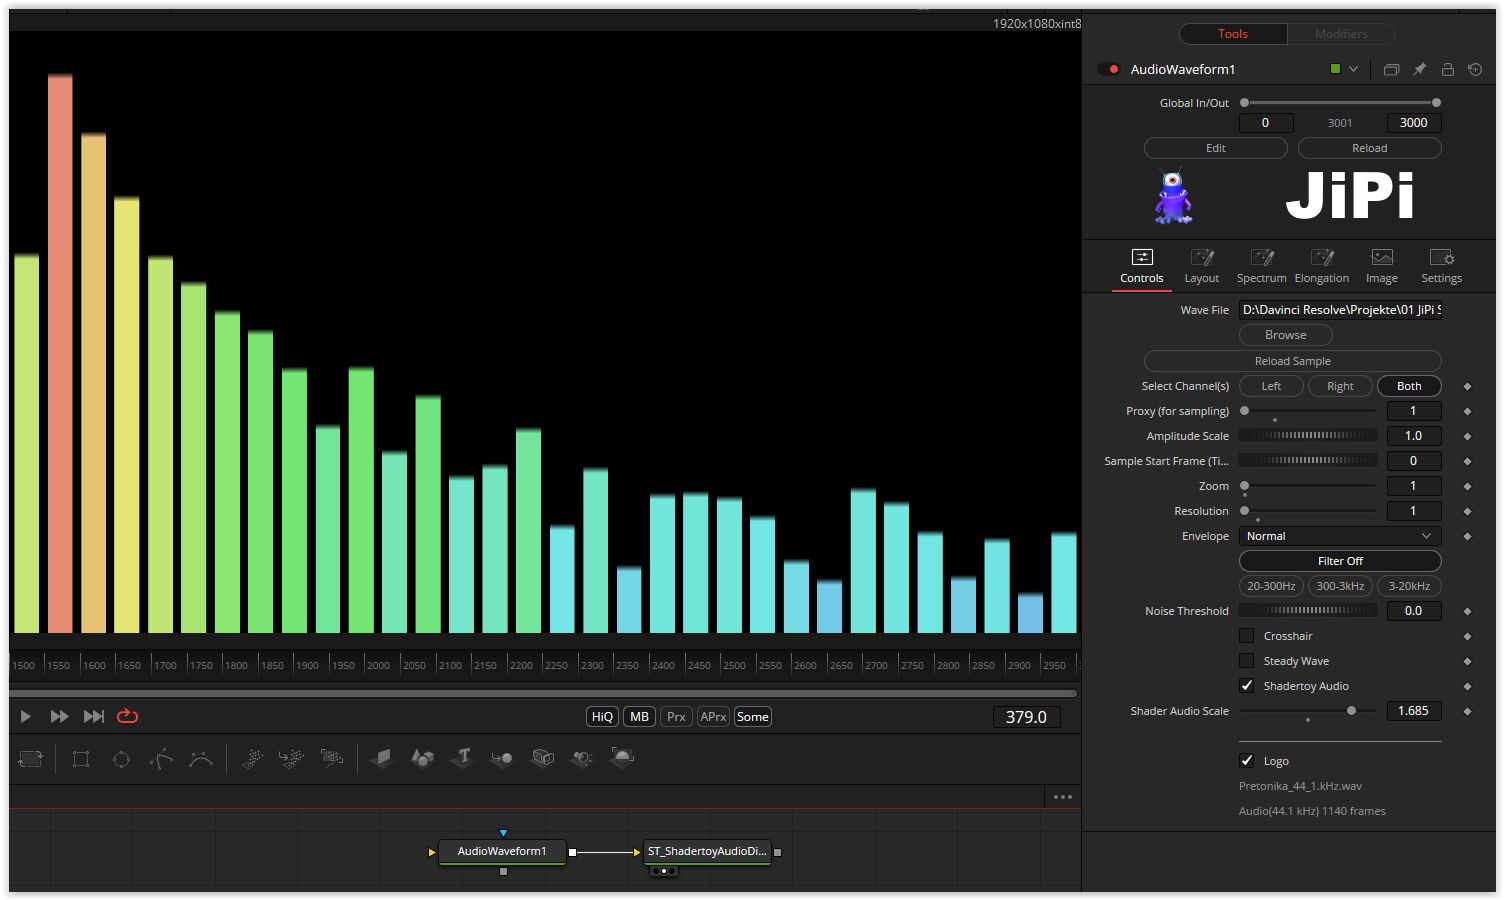 1920x1080xint8
Tools Modifiers
AudioWaveform1
Global In/Out
0 3001 3000
Edit Reload
JiPi
Controls Layout Spectrum Elongation Image Settings
Wave File D:\Davinci Resolve\Projekte\01 JiPi S
Browse
Reload Sample
Select Channel(s) Left Right Both
Proxy (for sampling) 1
Amplitude Scale 1.0
Sample Start Frame (Ti... 0
Zoom 1
Resolution 1
Envelope Normal
Filter Off
20-300Hz 300-3kHz 3-20kHz
Noise Threshold 0.0
Crosshair
Steady Wave
Shadertoy Audio
Shader Audio Scale 1.685
Logo
Pretonika_44_1.kHz.wav
Audio(44.1 kHz) 1140 frames
1500 1550 1600 1650 1700 1750 1800 1850 1900 1950 2000 2050 2100 2150 2200 2250 2300 2350 2400 2450 2500 2550 2600 2650 2700 2750 2800 2850 2900 2950
HiQ MB Prx APrx Some 379.0
AudioWaveform1 ST_ShadertoyAudioDi...